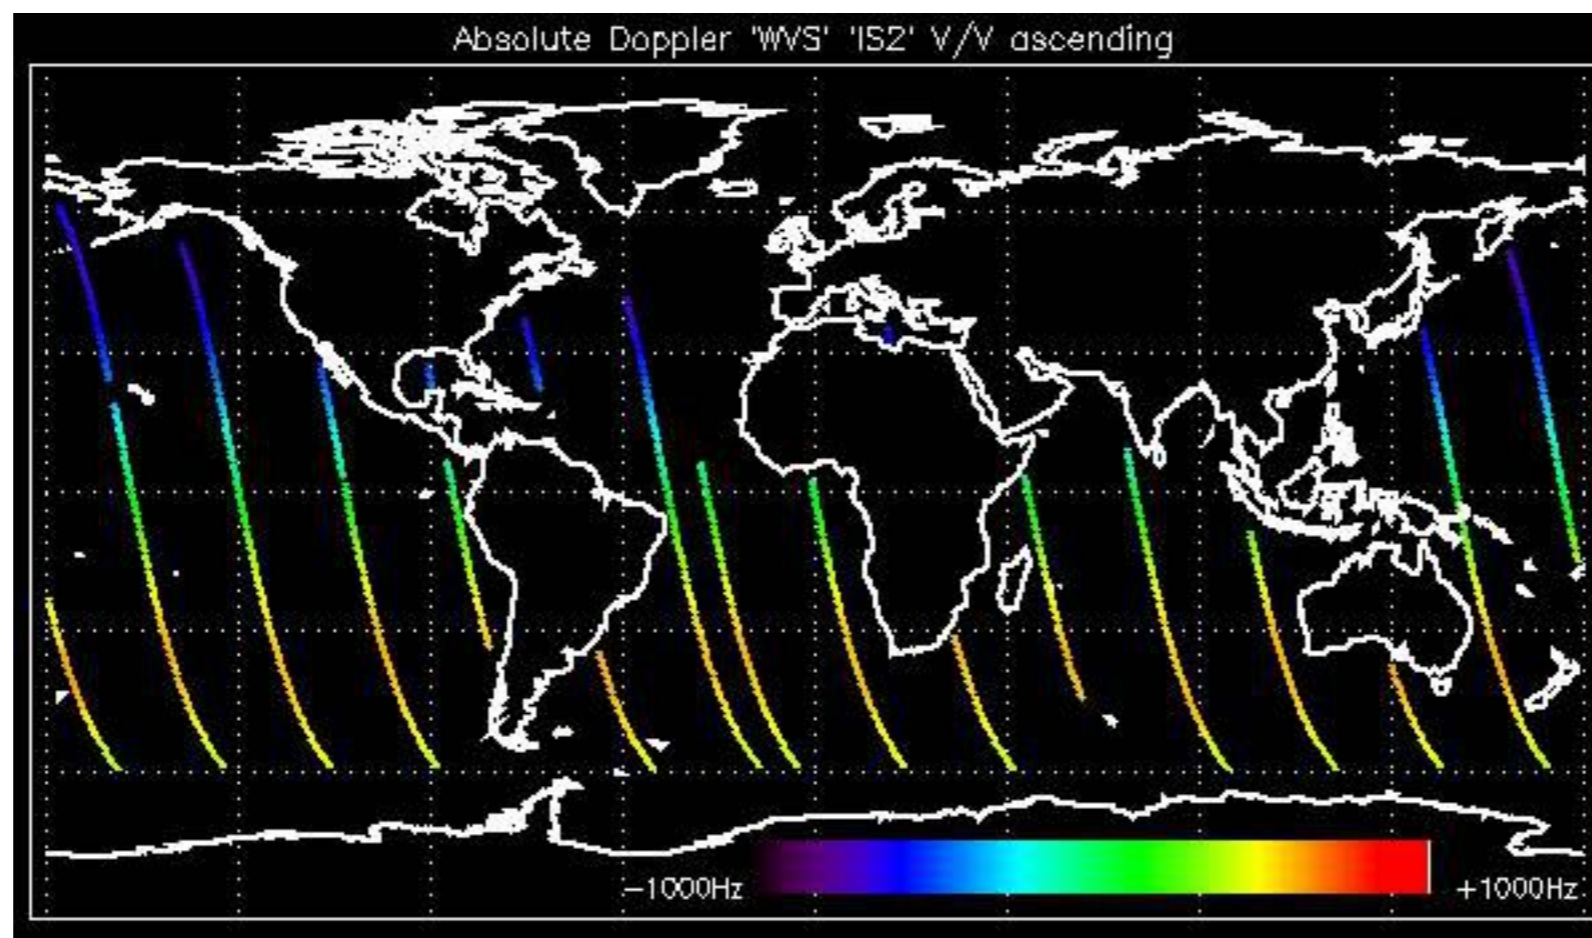 Absolute Doppler 'WVS' 'IS2' V/V ascending
−1000Hz +1000Hz